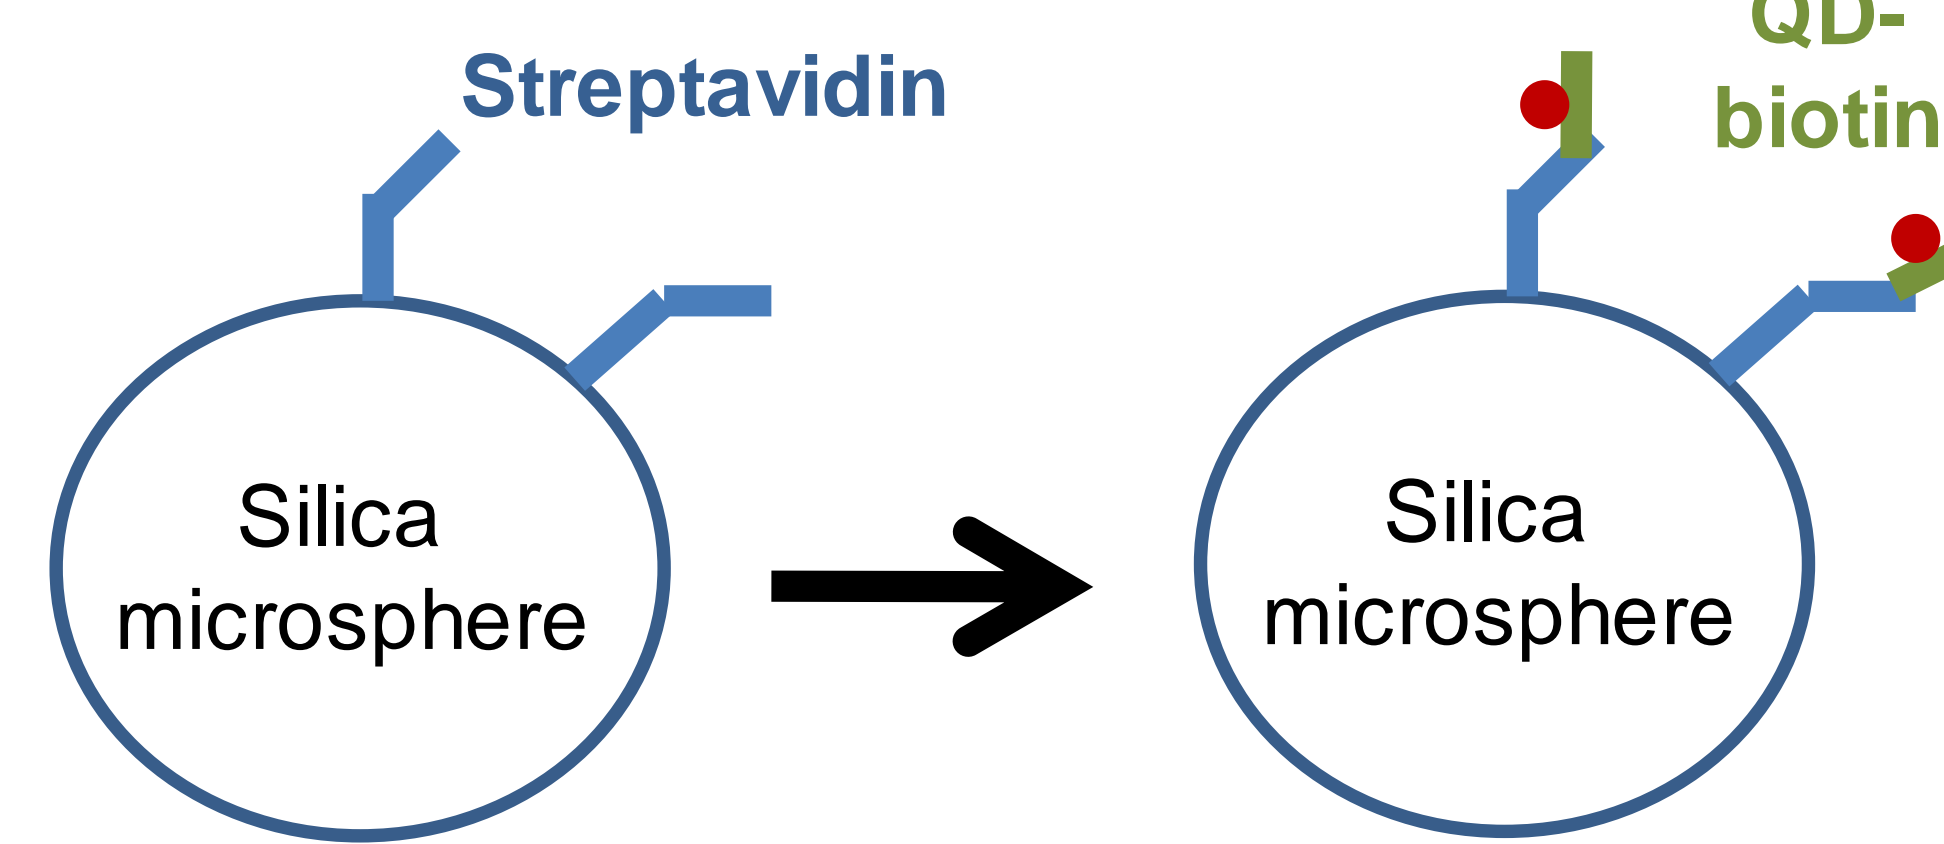 Streptavidin
QD-
biotin
Silica
microsphere
Silica
microsphere